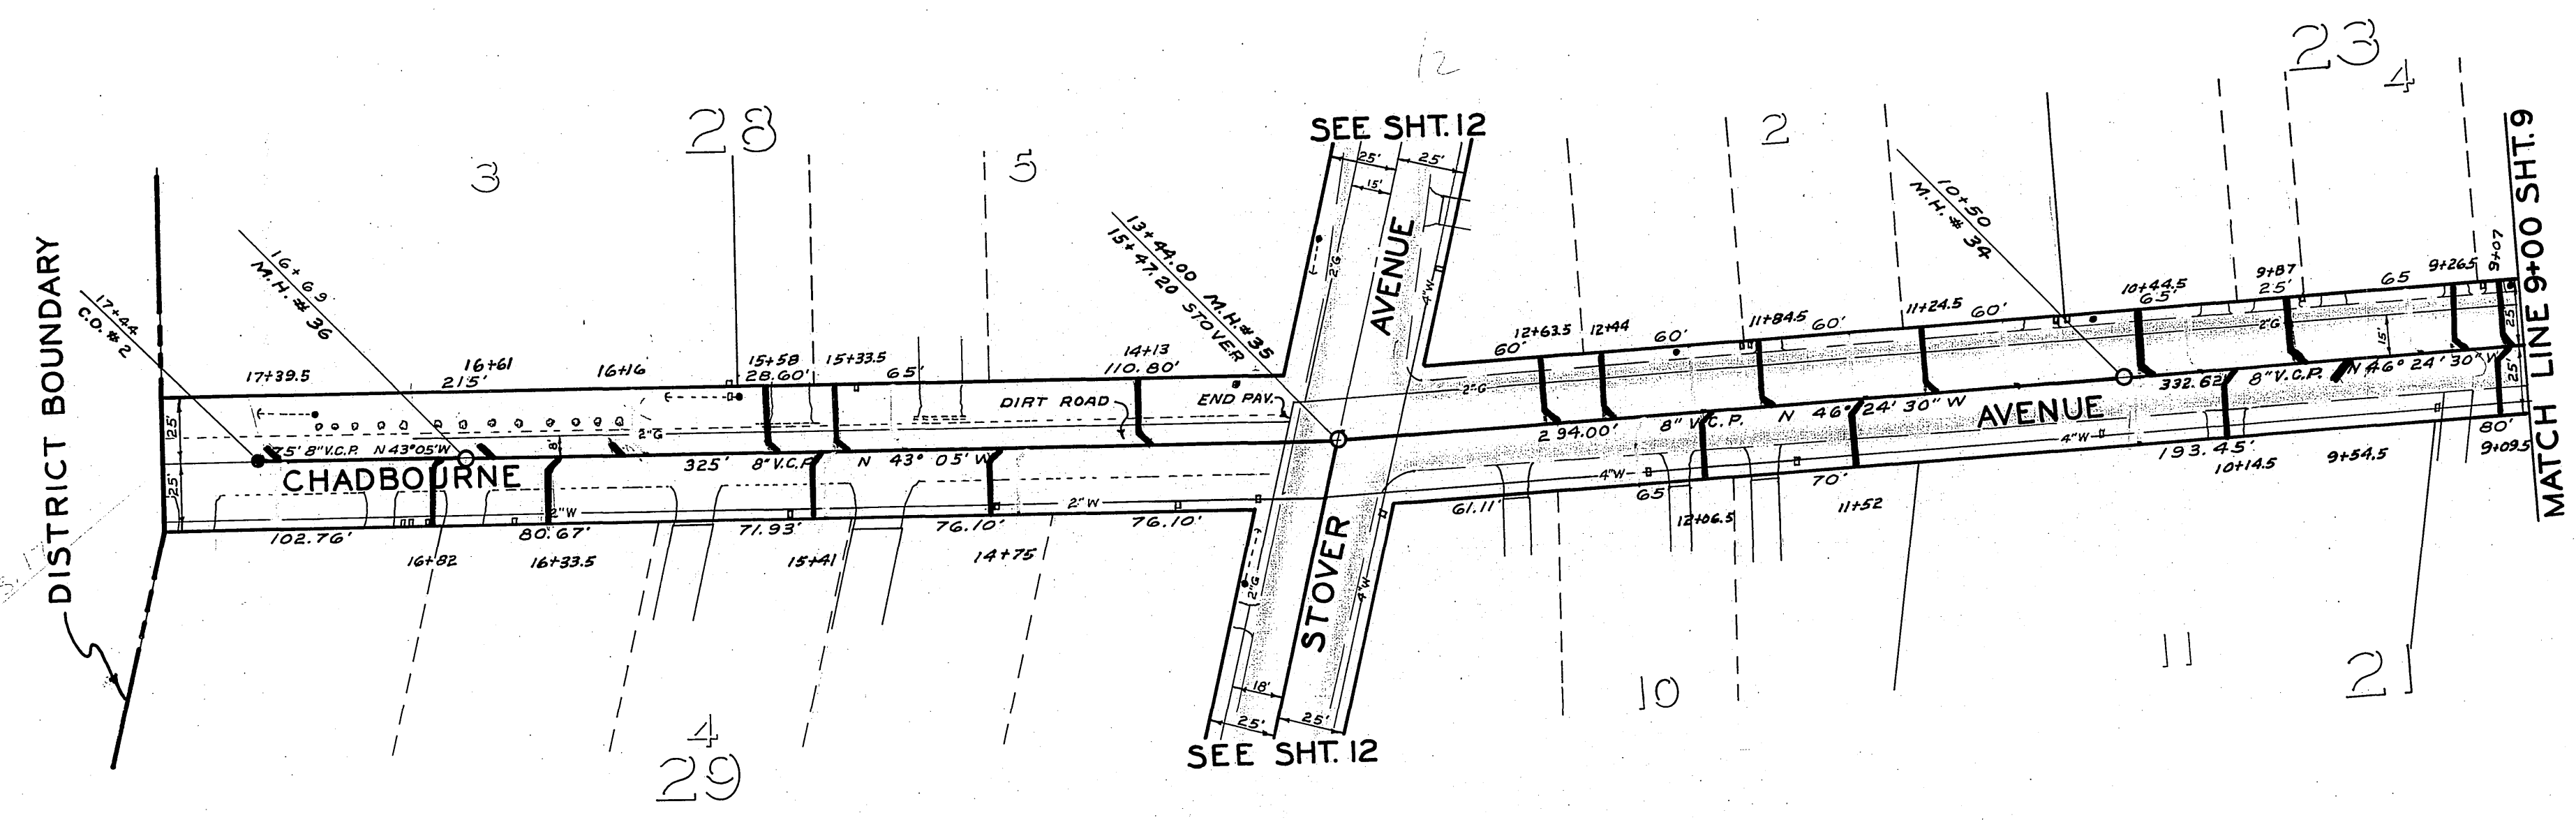 12
23
4
SEE SHT. 12
28
3
5
2
25'
25'
15'
AVENUE
2"G
4"W
DISTRICT BOUNDARY
17+44
C.O. #2
16+69
M.H. # 36
13+44.00 M.H. #35
15+47.20 STOVER
10+50
M.H. # 34
MATCH LINE 9+00 SHT. 9
17+39.5
16+61
215'
16+16
15+58
28.60'
15+33.5
65'
14+13
110.80'
12+63.5
60'
12+44
60'
11+84.5
60'
11+24.5
60'
10+44.5
65'
9+87
25'
65
9+26.5
9+07
DIRT ROAD
END PAV.
2"G
2"G
2"G
15'
25'
25'
25'
25'
8'
75' 8" V.C.P. N 43°05'W
CHADBOURNE
325' 8" V.C.P. N 43° 05' W
294.00' 8" V.C.P. N 46° 24' 30" W
AVENUE
332.62 8" V.C.P. N 46° 24' 30" W
2" W
2" W
4"W
4"W
102.76'
80.67'
71.93'
76.10'
76.10'
61.11'
65'
70'
193.45'
80'
16+82
16+33.5
15+41
14+75
12+06.5
11+52
10+14.5
9+54.5
9+09.5
STOVER
2"G
4"W
18'
25'
25'
SEE SHT. 12
4
29
10
11
21